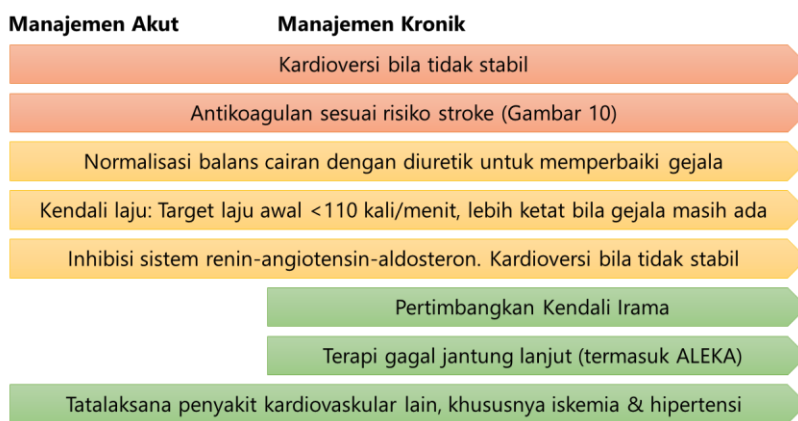 Manajemen Akut
Manajemen Kronik
Kardioversi bila tidak stabil
Antikoagulan sesuai risiko stroke (Gambar 10)
Normalisasi balans cairan dengan diuretik untuk memperbaiki gejala
Kendali laju: Target laju awal <110 kali/menit, lebih ketat bila gejala masih ada
Inhibisi sistem renin-angiotensin-aldosteron. Kardioversi bila tidak stabil
Pertimbangkan Kendali Irama
Terapi gagal jantung lanjut (termasuk ALEKA)
Tatalaksana penyakit kardiovaskular lain, khususnya iskemia & hipertensi